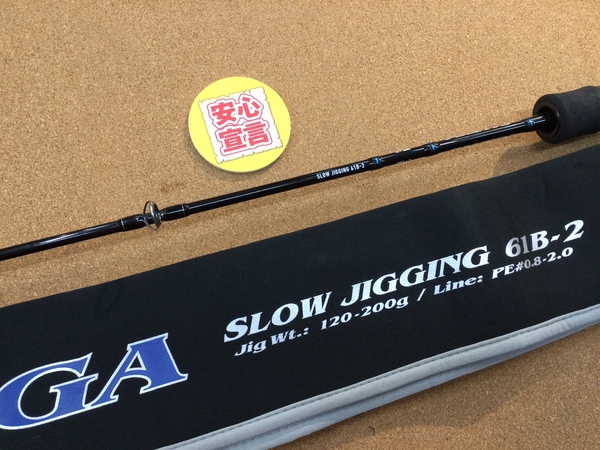 安心
宣言
SLOW JIGGING 61B-2
SLOW JIGGING 61B-2
Jig Wt.: 120-200g / Line: PE#0.8-2.0
GA